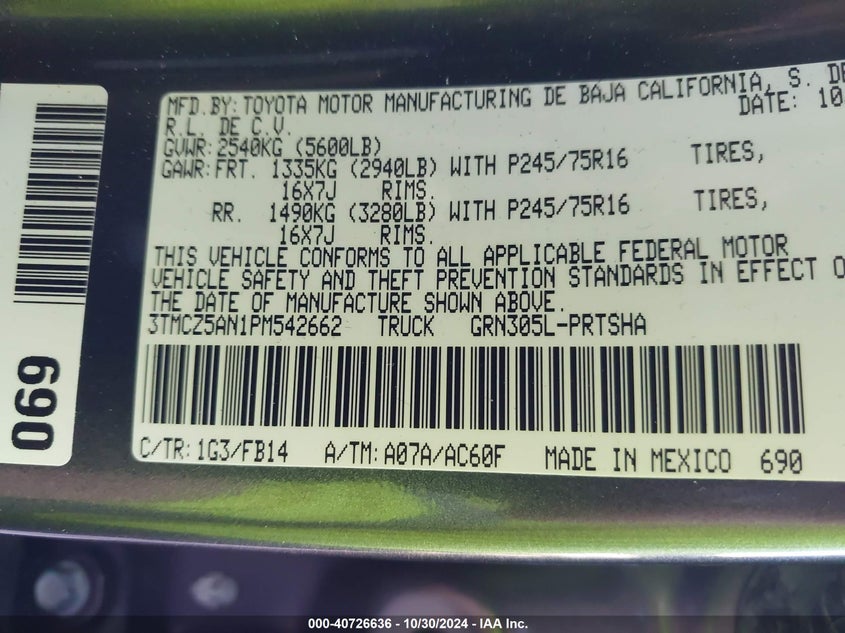 MFD.BY: TOYOTA MOTOR MANUFACTURING DE BAJA CALIFORNIA, S. DE
R.L. DE C.V. DATE: 10
GVWR: 2540KG (5600LB)
GAWR: FRT. 1335KG (2940LB) WITH P245/75R16 TIRES,
16X7J RIMS.
RR. 1490KG (3280LB) WITH P245/75R16 TIRES,
16X7J RIMS.
THIS VEHICLE CONFORMS TO ALL APPLICABLE FEDERAL MOTOR
VEHICLE SAFETY AND THEFT PREVENTION STANDARDS IN EFFECT O
THE DATE OF MANUFACTURE SHOWN ABOVE.
3TMCZ5AN1PM542662 TRUCK GRN305L-PRTSHA
C/TR: 1G3/FB14 A/TM: A07A/AC60F MADE IN MEXICO 690
690
000-40726636 - 10/30/2024 - IAA Inc.